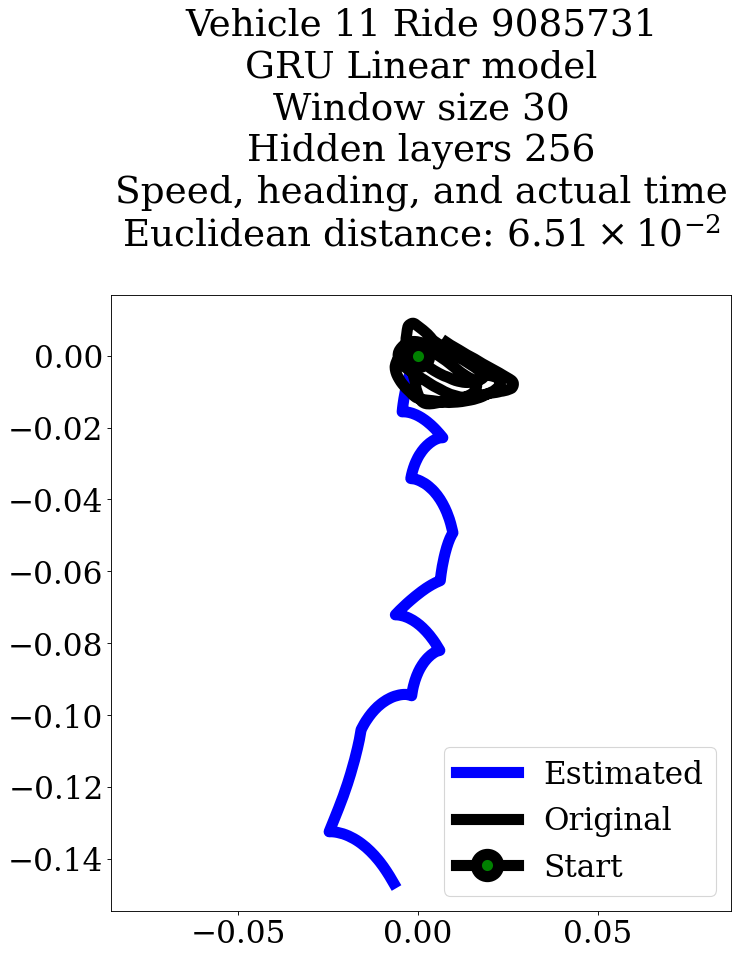 Vehicle 11 Ride 9085731
GRU Linear model
Window size 30
Hidden layers 256
Speed, heading, and actual time
Euclidean distance: 6.51 × 10⁻²
0.00
−0.02
−0.04
−0.06
−0.08
−0.10
−0.12
−0.14
Estimated
Original
Start
−0.05 0.00 0.05